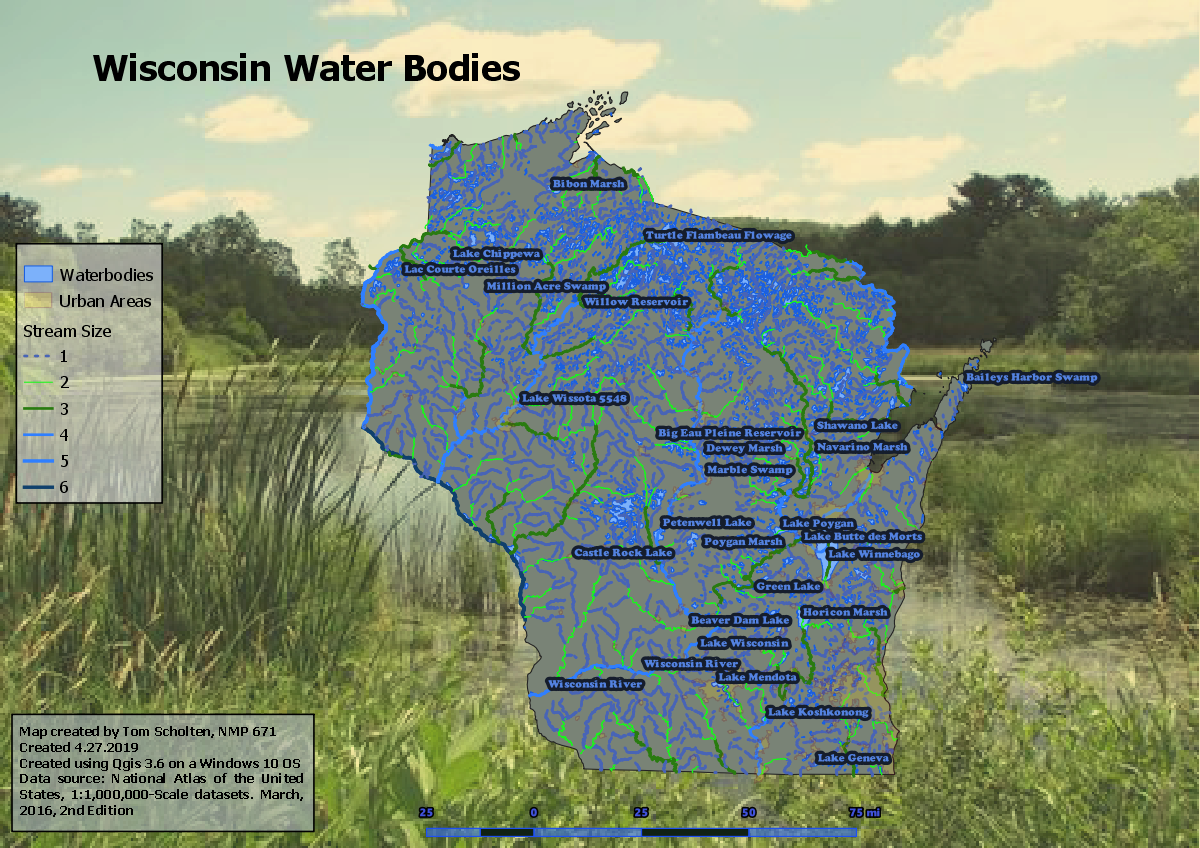 Wisconsin Water Bodies
Bibon Marsh
Turtle Flambeau Flowage
Lake Chippewa
Lac Courte Oreilles
Million Acre Swamp
Willow Reservoir
Waterbodies
Urban Areas
Stream Size
1
2
3
4
5
6
Baileys Harbor Swamp
Lake Wissota 5548
Shawano Lake
Big Eau Pleine Reservoir
Navarino Marsh
Dewey Marsh
Marble Swamp
Petenwell Lake
Lake Poygan
Lake Butte des Morts
Poygan Marsh
Castle Rock Lake
Lake Winnebago
Green Lake
Horicon Marsh
Beaver Dam Lake
Lake Wisconsin
Wisconsin River
Lake Mendota
Wisconsin River
Lake Koshkonong
Lake Geneva
Map created by Tom Scholten, NMP 671
Created 4.27.2019
Created using Qgis 3.6 on a Windows 10 OS
Data source: National Atlas of the United
States, 1:1,000,000-Scale datasets. March,
2016, 2nd Edition
25 0 25 50 75 mi